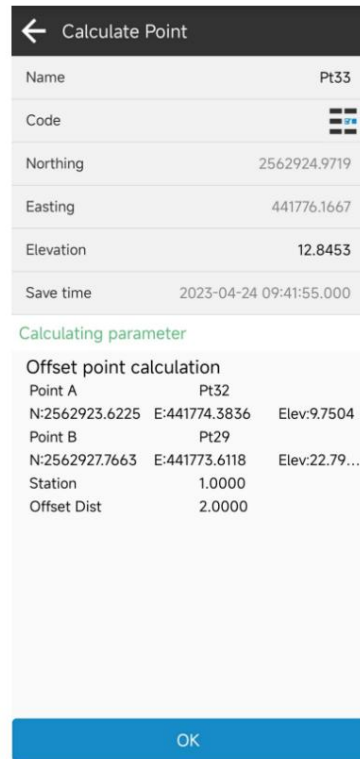 Calculate Point
Name Pt33
Code
Northing 2562924.9719
Easting 441776.1667
Elevation 12.8453
Save time 2023-04-24 09:41:55.000
Calculating parameter
Offset point calculation
Point A Pt32
N:2562923.6225 E:441774.3836 Elev:9.7504
Point B Pt29
N:2562927.7663 E:441773.6118 Elev:22.79...
Station 1.0000
Offset Dist 2.0000
OK